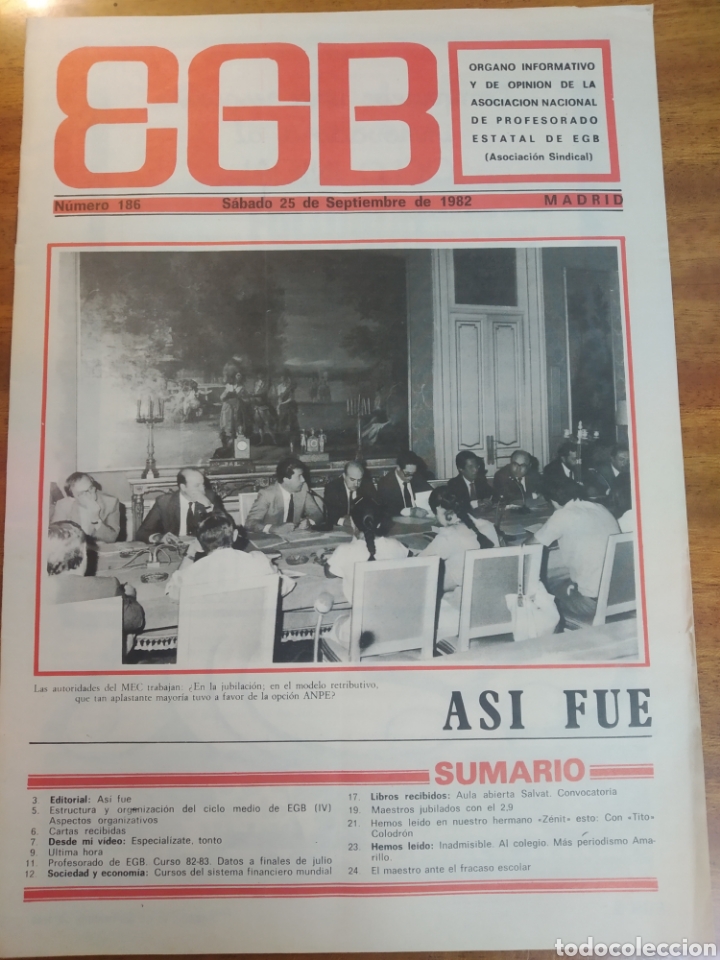 EGB
ORGANO INFORMATIVO
Y DE OPINION DE LA
ASOCIACION NACIONAL
DE PROFESORADO
ESTATAL DE EGB
(Asociación Sindical)
Número 186 Sábado 25 de Septiembre de 1982 MADRID
Las autoridades del MEC trabajan: ¿En la jubilación; en el modelo retributivo,
que tan aplastante mayoría tuvo a favor de la opción ANPE?
ASI FUE
SUMARIO
3. Editorial: Así fue
5. Estructura y organización del ciclo medio de EGB (IV)
Aspectos organizativos
6. Cartas recibidas
7. Desde mi vídeo: Especialízate, tonto
9. Ultima hora
11. Profesorado de EGB. Curso 82-83. Datos a finales de julio
12. Sociedad y economía: Cursos del sistema financiero mundial
17. Libros recibidos: Aula abierta Salvat. Convocatoria
19. Maestros jubilados con el 2,9
21. Hemos leído en nuestro hermano «Zénit» esto: Con «Tito»
Colodrón
23. Hemos leído: Inadmisible. Al colegio. Más periodismo Ama-
rillo.
24. El maestro ante el fracaso escolar
todocoleccion